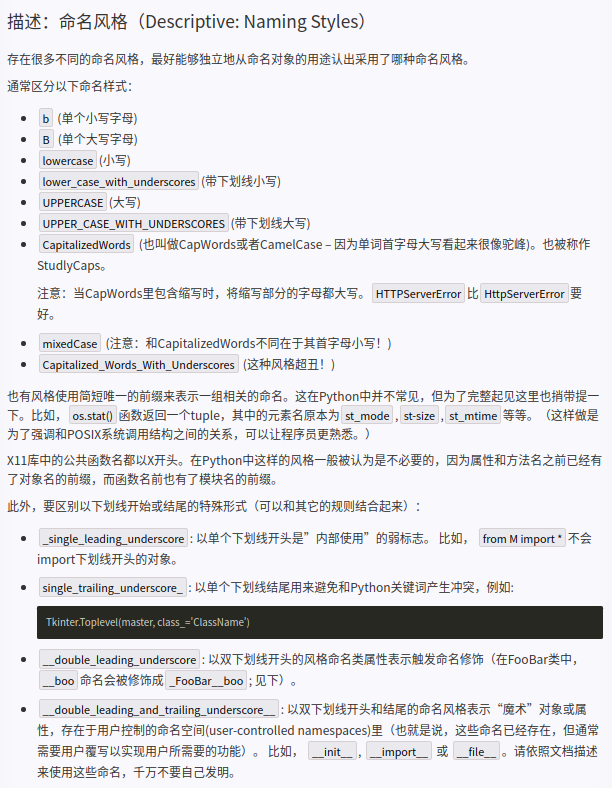 描述：命名风格（Descriptive: Naming Styles）
存在很多不同的命名风格，最好能够独立地从命名对象的用途认出采用了哪种命名风格。
通常区分以下命名样式：
b (单个小写字母)
B (单个大写字母)
lowercase (小写)
lower_case_with_underscores (带下划线小写)
UPPERCASE (大写)
UPPER_CASE_WITH_UNDERSCORES (带下划线大写)
CapitalizedWords (也叫做CapWords或者CamelCase – 因为单词首字母大写看起来很像驼峰)。也被称作
StudlyCaps。
注意：当CapWords里包含缩写时，将缩写部分的字母都大写。 HTTPServerError 比 HttpServerError 要
好。
mixedCase (注意：和CapitalizedWords不同在于其首字母小写！)
Capitalized_Words_With_Underscores (这种风格超丑！)
也有风格使用简短唯一的前缀来表示一组相关的命名。这在Python中并不常见，但为了完整起见这里也捎带提一
下。比如， os.stat() 函数返回一个tuple，其中的元素名原本为 st_mode , st-size , st_mtime 等等。（这样做是
为了强调和POSIX系统调用结构之间的关系，可以让程序员更熟悉。）
X11库中的公共函数名都以X开头。在Python中这样的风格一般被认为是不必要的，因为属性和方法名之前已经有
了对象名的前缀，而函数名前也有了模块名的前缀。
此外，要区别以下划线开始或结尾的特殊形式（可以和其它的规则结合起来）：
_single_leading_underscore : 以单个下划线开头是”内部使用”的弱标志。 比如， from M import * 不会
import下划线开头的对象。
single_trailing_underscore_ : 以单个下划线结尾用来避免和Python关键词产生冲突，例如:
Tkinter.Toplevel(master, class_='ClassName')
__double_leading_underscore : 以双下划线开头的风格命名类属性表示触发命名修饰（在FooBar类中，
__boo 命名会被修饰成 _FooBar__boo ; 见下）。
__double_leading_and_trailing_underscore__ : 以双下划线开头和结尾的命名风格表示“魔术”对象或属
性，存在于用户控制的命名空间(user-controlled namespaces)里（也就是说，这些命名已经存在，但通常
需要用户覆写以实现用户所需要的功能）。 比如， __init__ , __import__ 或 __file__ 。请依照文档描述
来使用这些命名，千万不要自己发明。